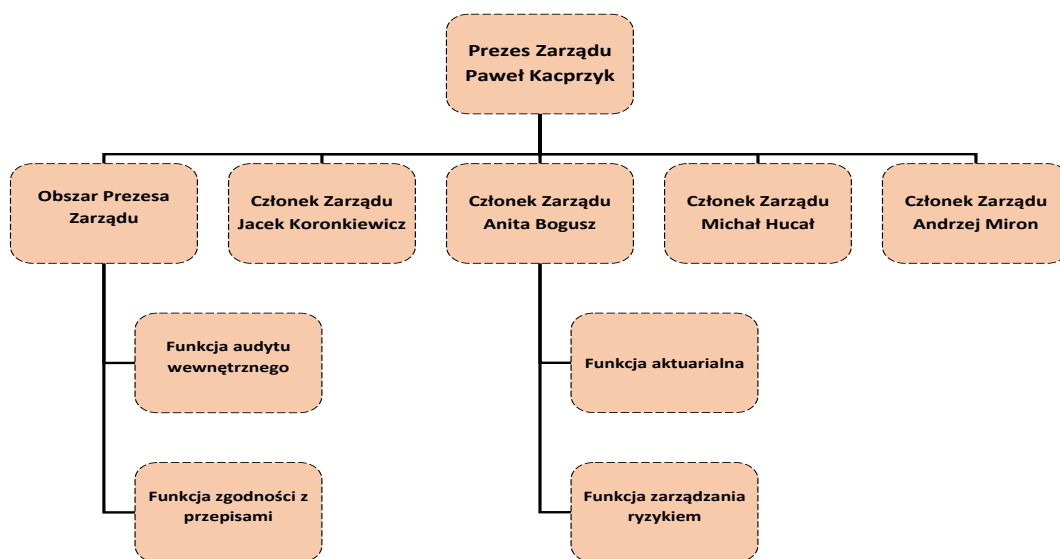 Prezes Zarządu
Paweł Kacprzyk
Obszar Prezesa
Zarządu
Członek Zarządu
Jacek Koronkiewicz
Członek Zarządu
Anita Bogusz
Członek Zarządu
Michał Hucał
Członek Zarządu
Andrzej Miron
Funkcja audytu
wewnętrznego
Funkcja aktuarialna
Funkcja zgodności z
przepisami
Funkcja zarządzania
ryzykiem